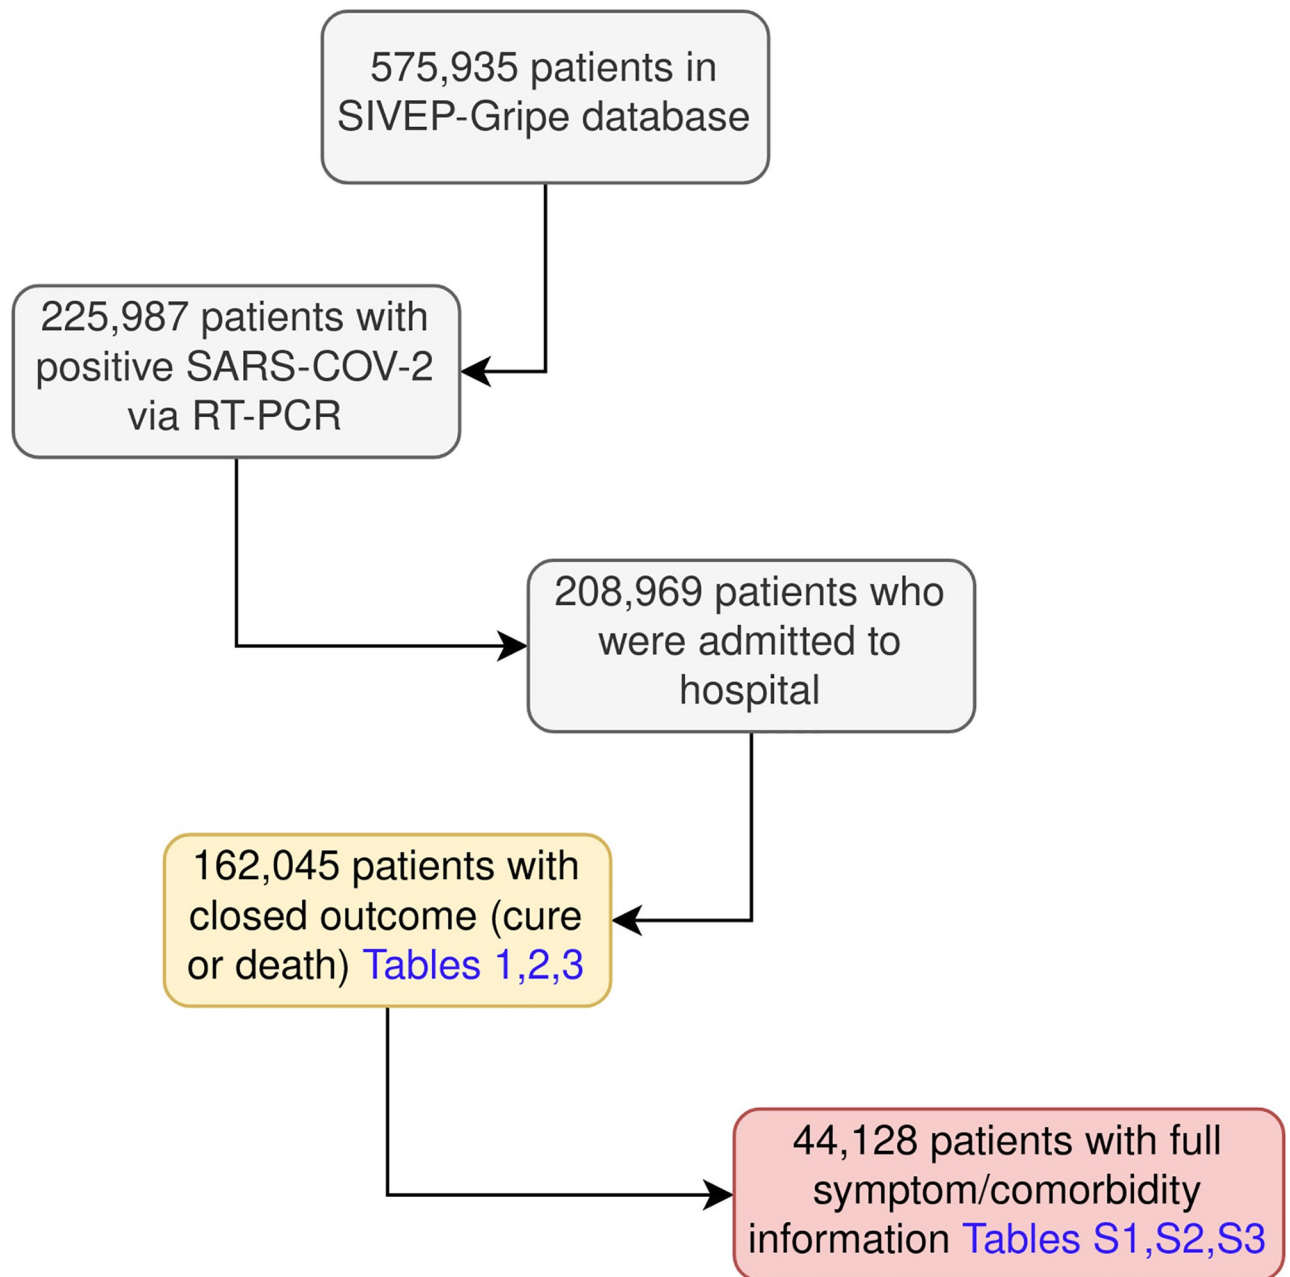 575,935 patients in
SIVEP-Gripe database
225,987 patients with
positive SARS-COV-2
via RT-PCR
208,969 patients who
were admitted to
hospital
162,045 patients with
closed outcome (cure
or death) Tables 1,2,3
44,128 patients with full
symptom/comorbidity
information Tables S1,S2,S3